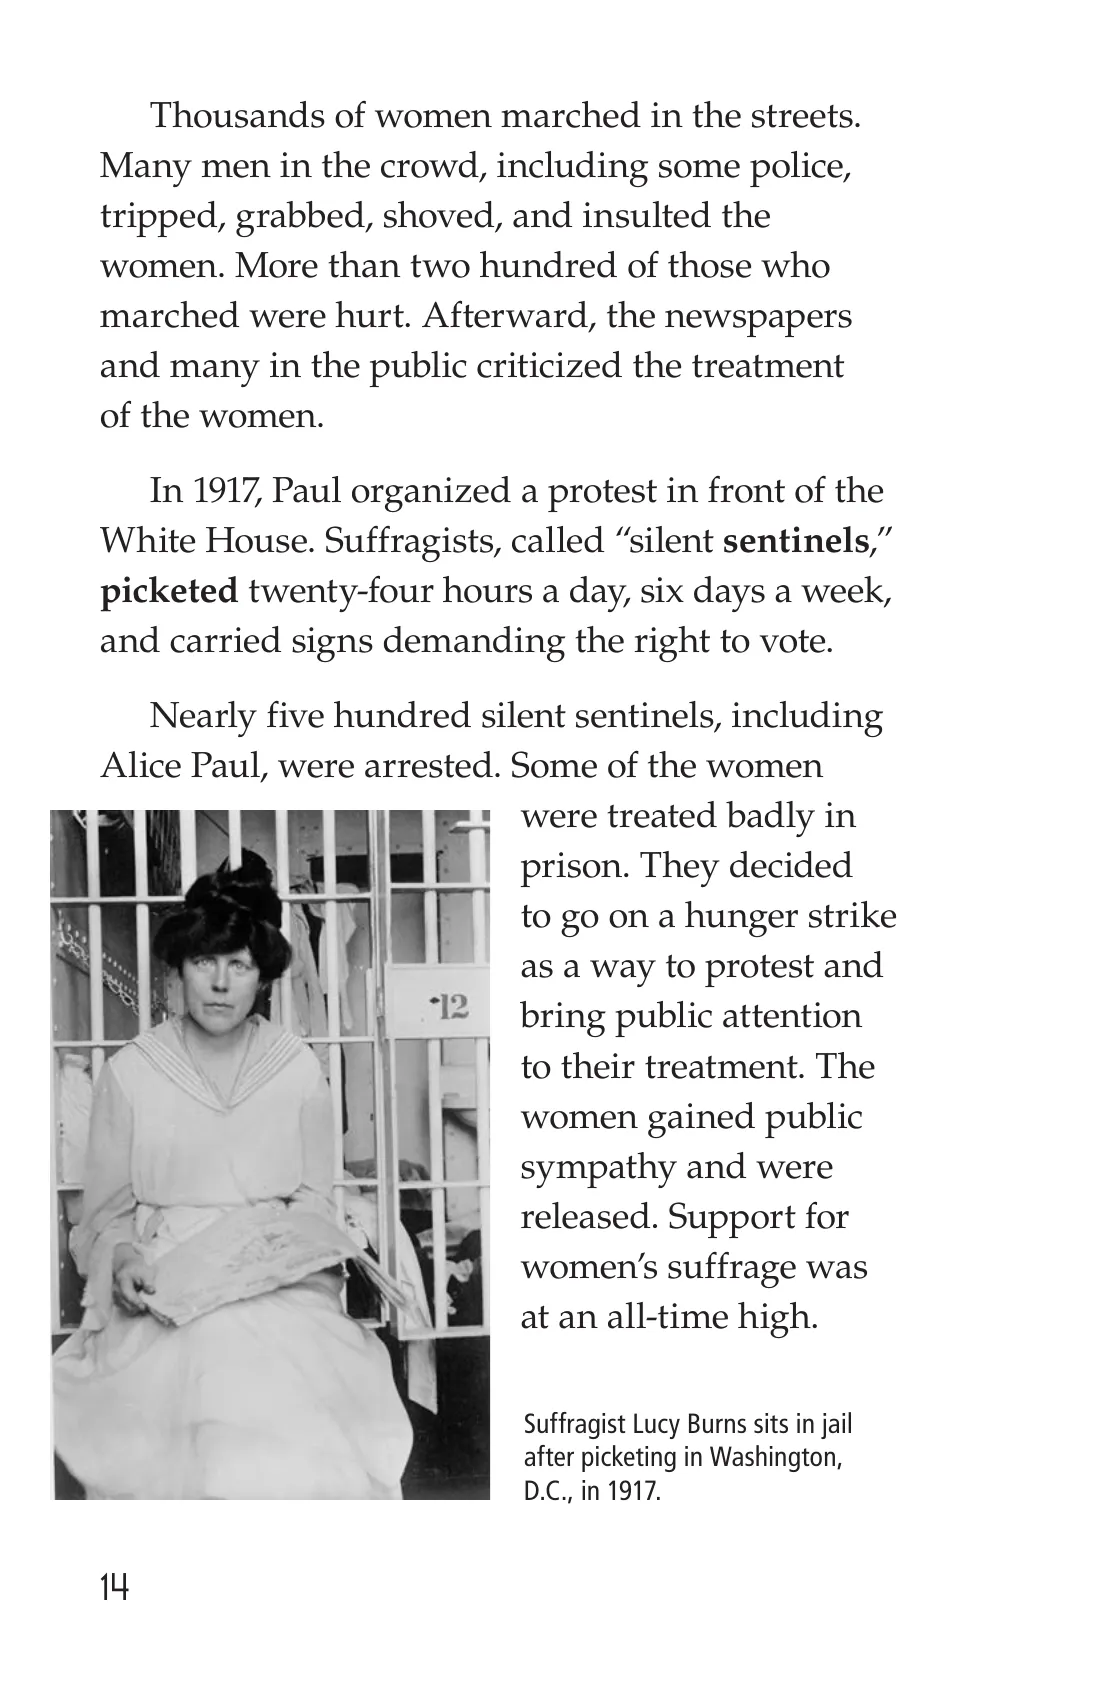 Thousands of women marched in the streets.
Many men in the crowd, including some police,
tripped, grabbed, shoved, and insulted the
women. More than two hundred of those who
marched were hurt. Afterward, the newspapers
and many in the public criticized the treatment
of the women.
In 1917, Paul organized a protest in front of the
White House. Suffragists, called “silent sentinels,”
picketed twenty-four hours a day, six days a week,
and carried signs demanding the right to vote.
Nearly five hundred silent sentinels, including
Alice Paul, were arrested. Some of the women
were treated badly in
prison. They decided
to go on a hunger strike
as a way to protest and
bring public attention
to their treatment. The
women gained public
sympathy and were
released. Support for
women’s suffrage was
at an all-time high.
12
Suffragist Lucy Burns sits in jail
after picketing in Washington,
D.C., in 1917.
14